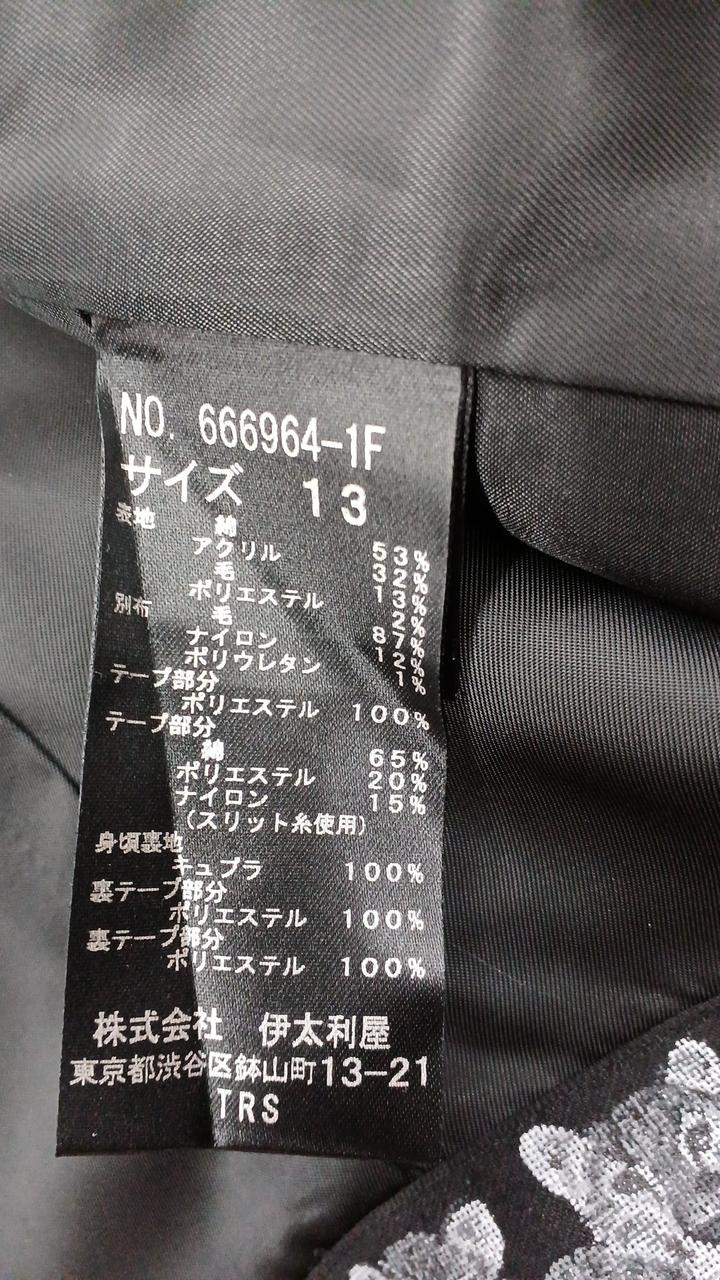 NO. 666964-1F
サイズ 13
表地 綿 53%
アクリル 32%
毛 13%
ポリエステル 2%
別布 毛 87%
ナイロン 12%
ポリウレタン 1%
テープ部分
ポリエステル 100%
テープ部分
綿 65%
ポリエステル 20%
ナイロン 15%
(スリット糸使用)
身頃裏地
キュプラ 100%
裏テープ部分
ポリエステル 100%
裏テープ部分
ポリエステル 100%
株式会社 伊太利屋
東京都渋谷区鉢山町13-21
TRS